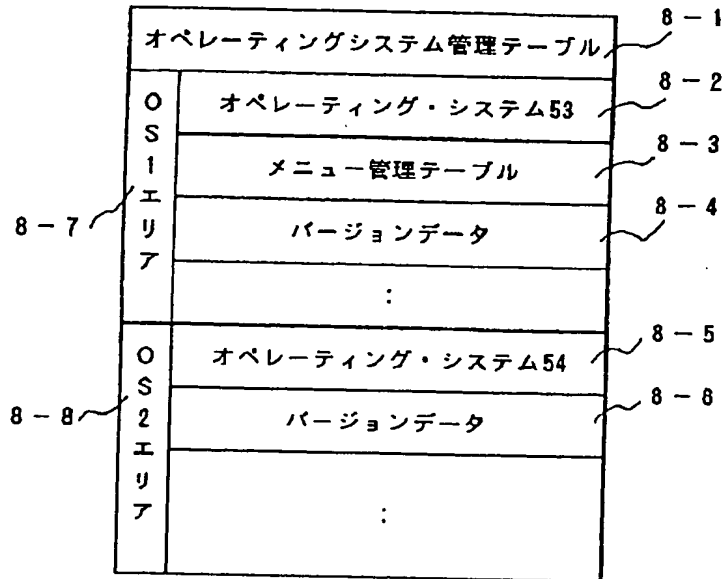 オペレーティングシステム管理テーブル
8-1
OS1エリア
8-7
オペレーティング・システム53
8-2
メニュー管理テーブル
8-3
バージョンデータ
8-4
:
OS2エリア
8-8
オペレーティング・システム54
8-5
バージョンデータ
8-6
: